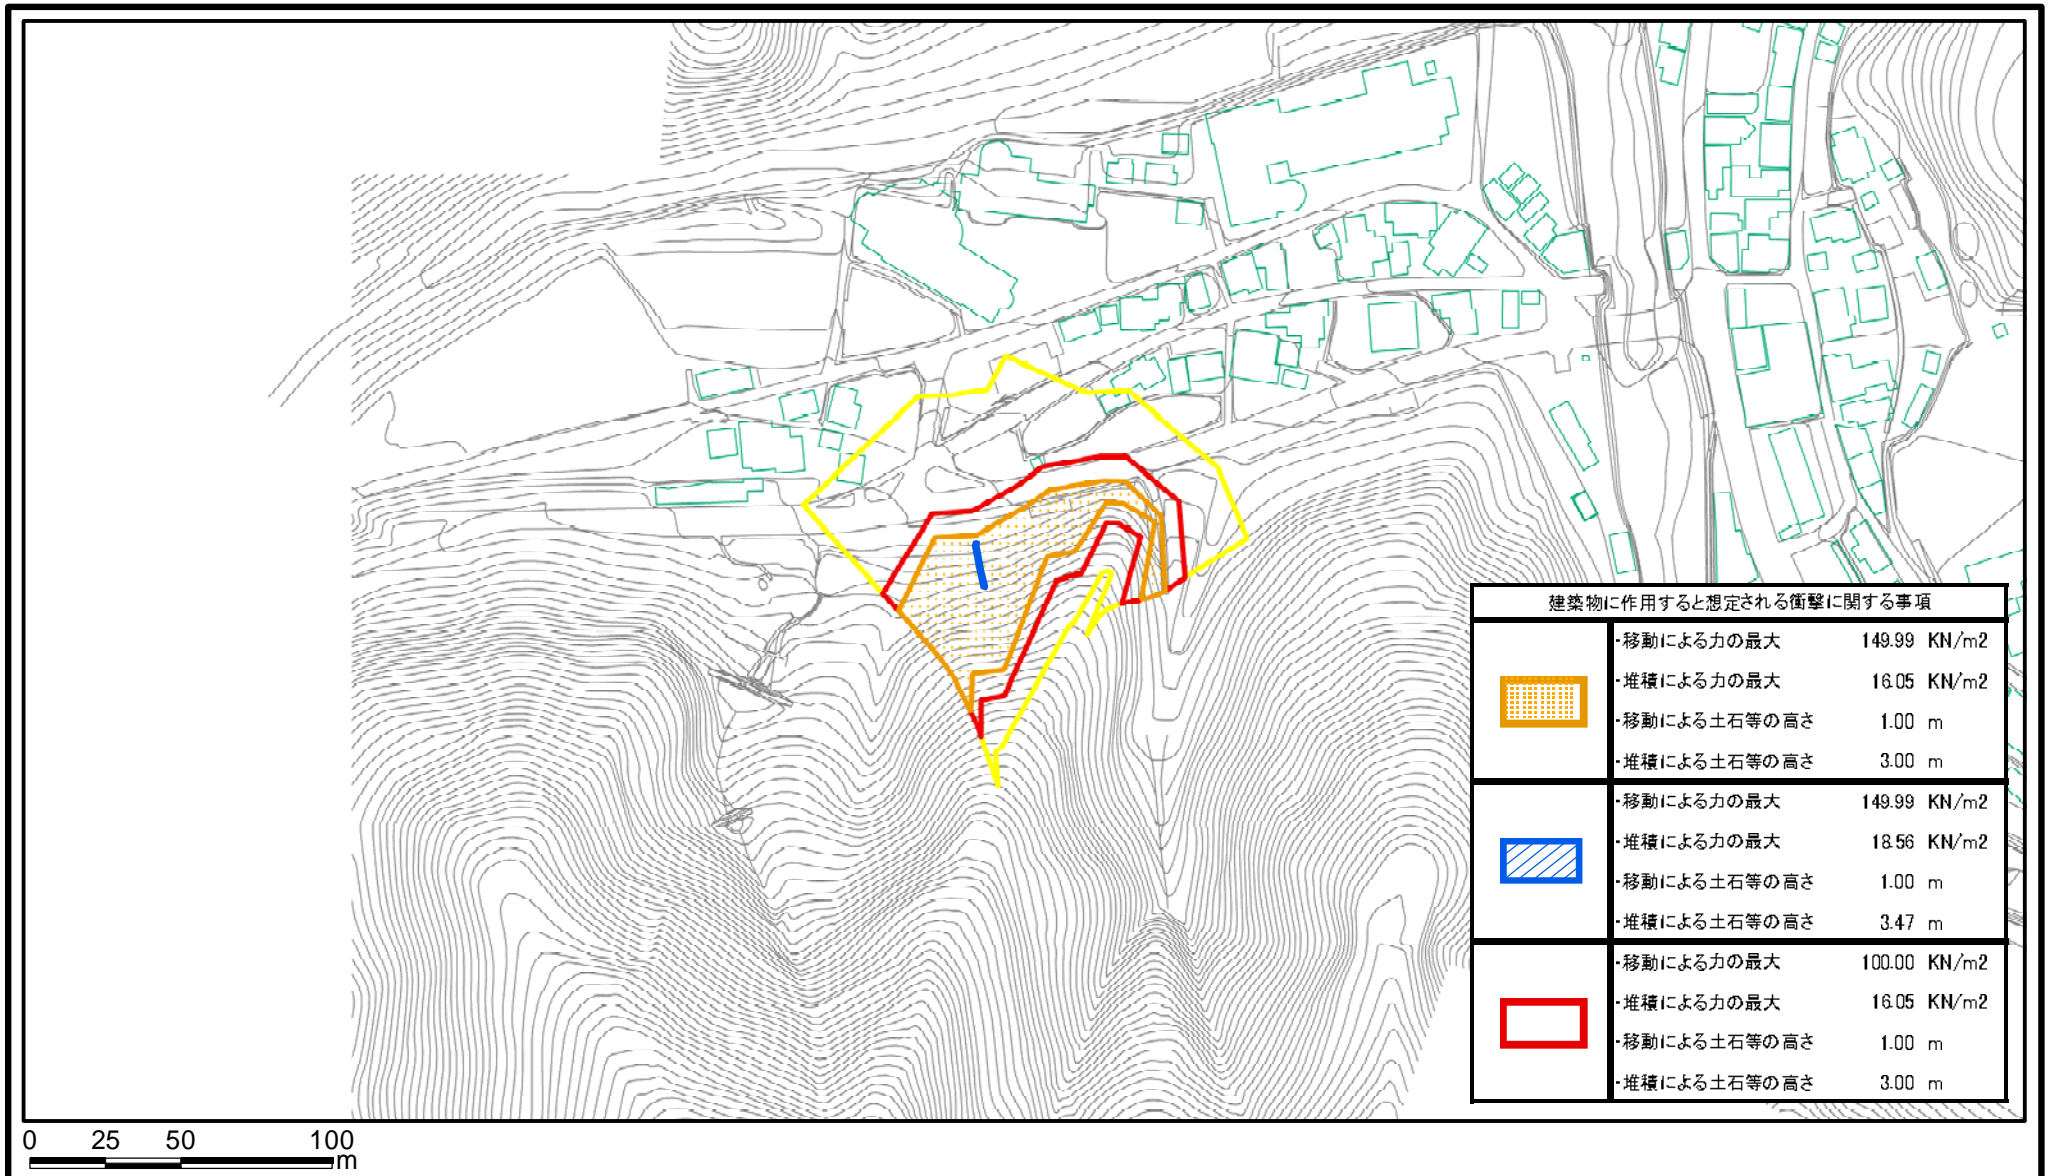 建築物に作用すると想定される衝撃に関する事項
・移動による力の最大 149.99 KN/m2
・堆積による力の最大 16.05 KN/m2
・移動による土石等の高さ 1.00 m
・堆積による土石等の高さ 3.00 m
・移動による力の最大 149.99 KN/m2
・堆積による力の最大 18.56 KN/m2
・移動による土石等の高さ 1.00 m
・堆積による土石等の高さ 3.47 m
・移動による力の最大 100.00 KN/m2
・堆積による力の最大 16.05 KN/m2
・移動による土石等の高さ 1.00 m
・堆積による土石等の高さ 3.00 m
0 25 50 100
m